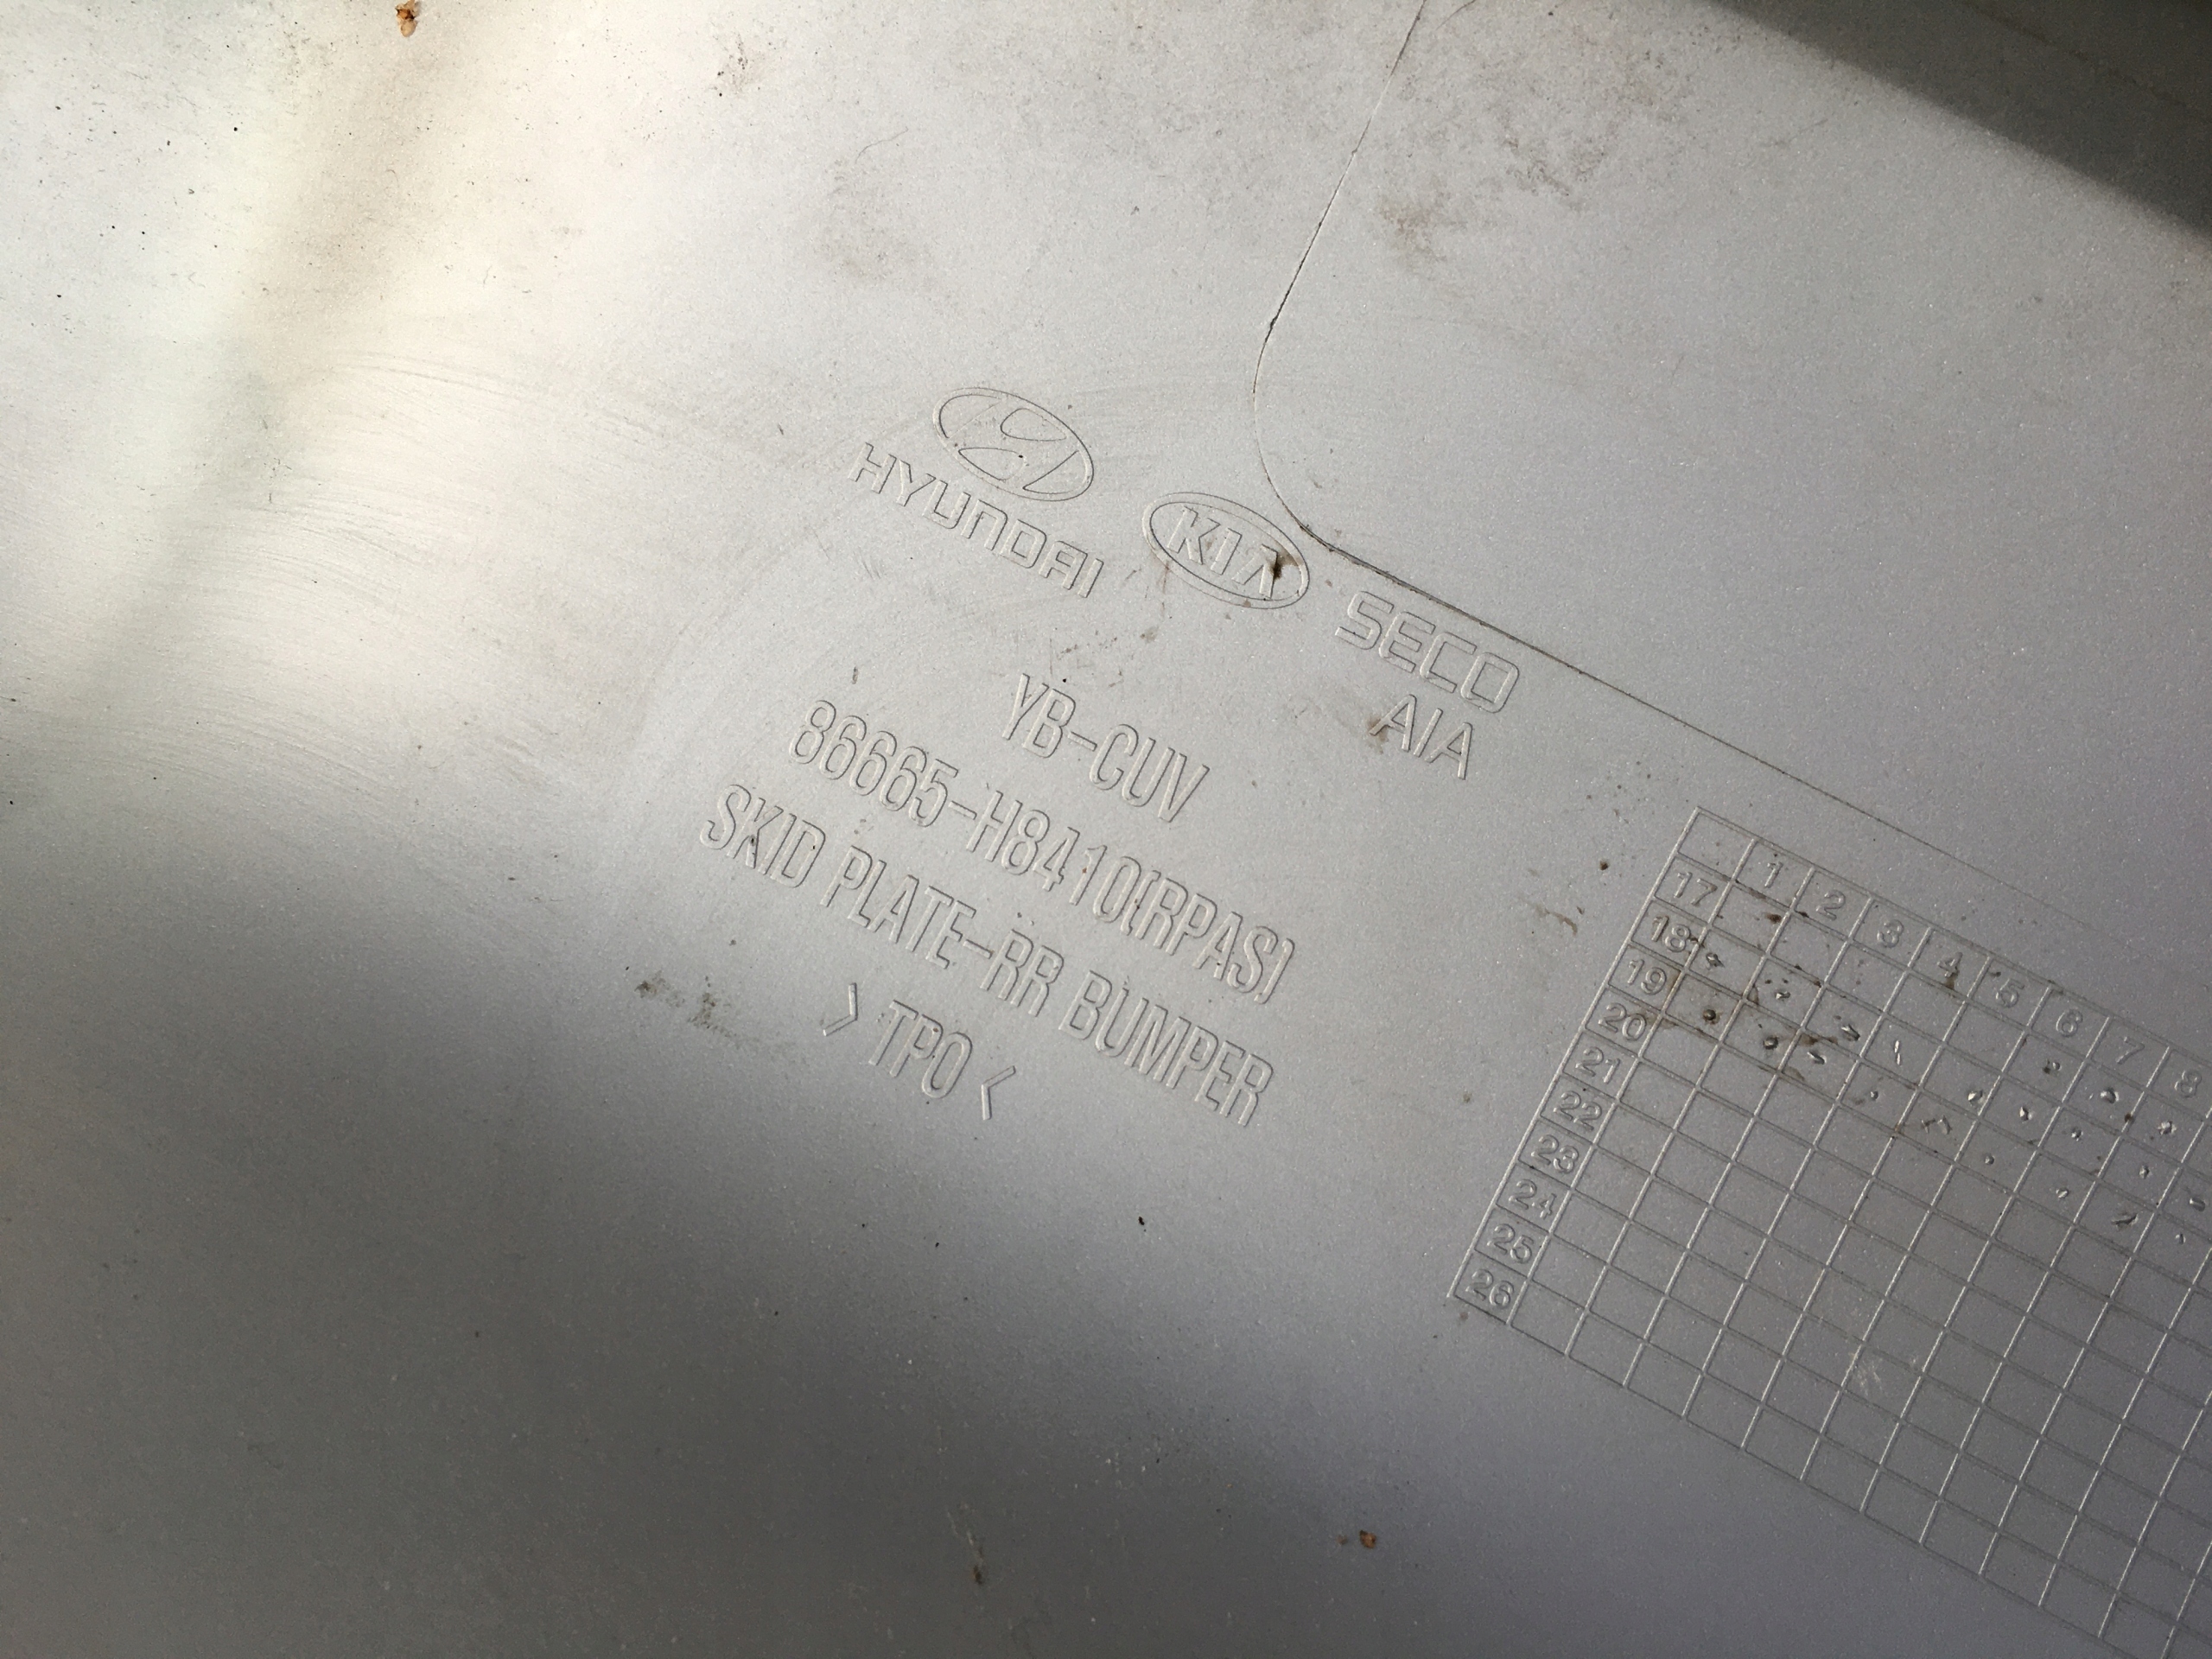 HYUNDAI
KIA
SECO
AIA
YB-CUV
86665-H8410(RPAS)
SKID PLATE-RR BUMPER
>TPO<
1 2 3 4 5 6 7 8
17
18
19
20
21
22
23
24
25
26